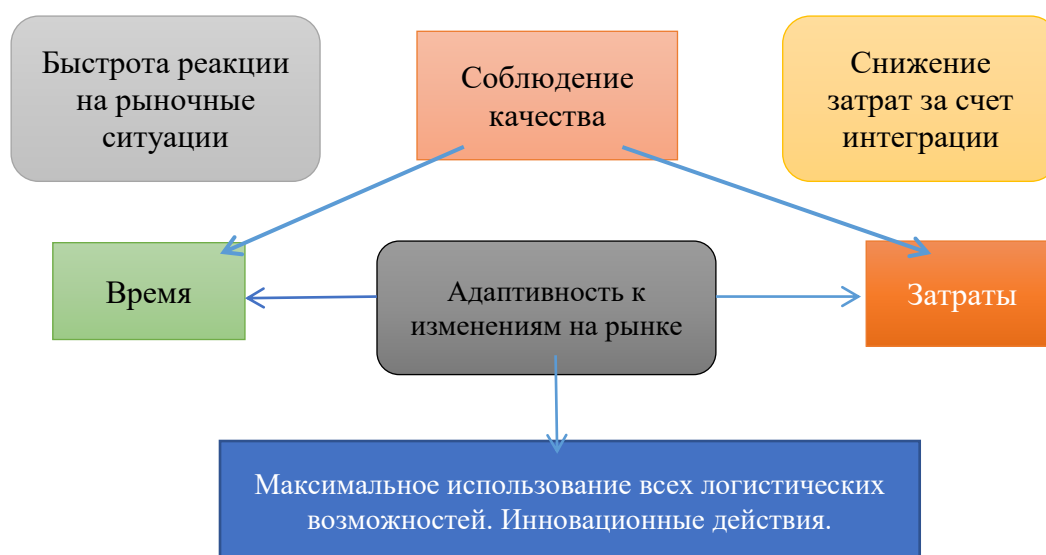 Быстрота реакции
на рыночные
ситуации
Соблюдение
качества
Снижение
затрат за счет
интеграции
Время
Адаптивность к
изменениям на рынке
Затраты
Максимальное использование всех логистических
возможностей. Инновационные действия.